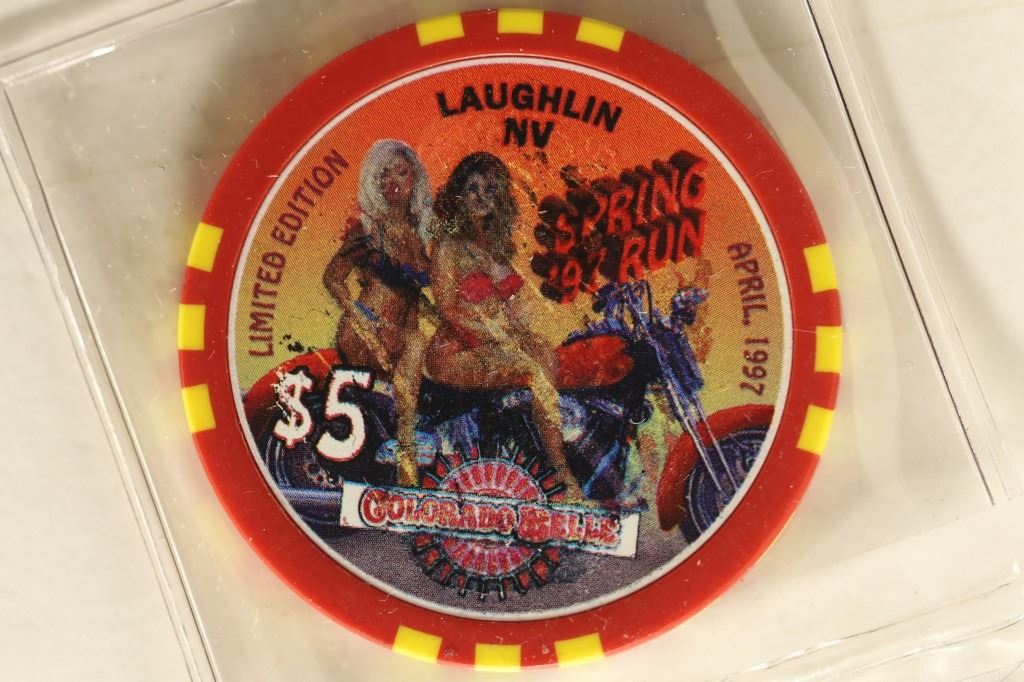 LAUGHLIN
NV
LIMITED EDITION
SPRING
'97 RUN
APRIL, 1997
$5
COLORADO BELLE